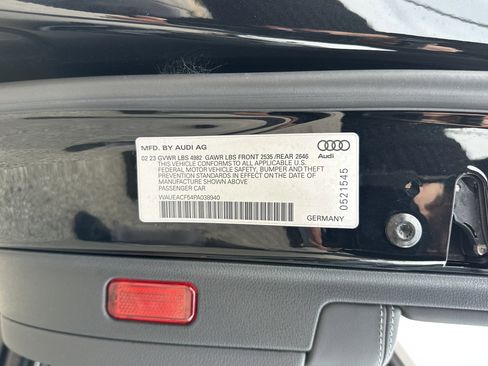 MFD. BY AUDI AG
02 23 GVWR LBS 4982 GAWR LBS FRONT 2535 /REAR 2646
THIS VEHICLE CONFORMS TO ALL APPLICABLE U.S.
FEDERAL MOTOR VEHICLE SAFETY, BUMPER AND THEFT
PREVENTION STANDARDS IN EFFECT ON THE DATE OF
MANUFACTURE SHOWN ABOVE
PASSENGER CAR
WAUEACF54PA038940
Audi
0521545
GERMANY